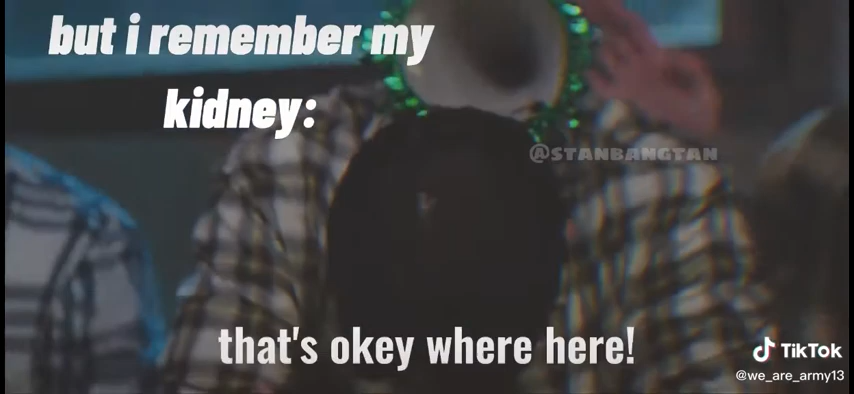 but i remember my
kidney:
@STANBANGTAN
that's okey where here!
TikTok
@we_are_army13